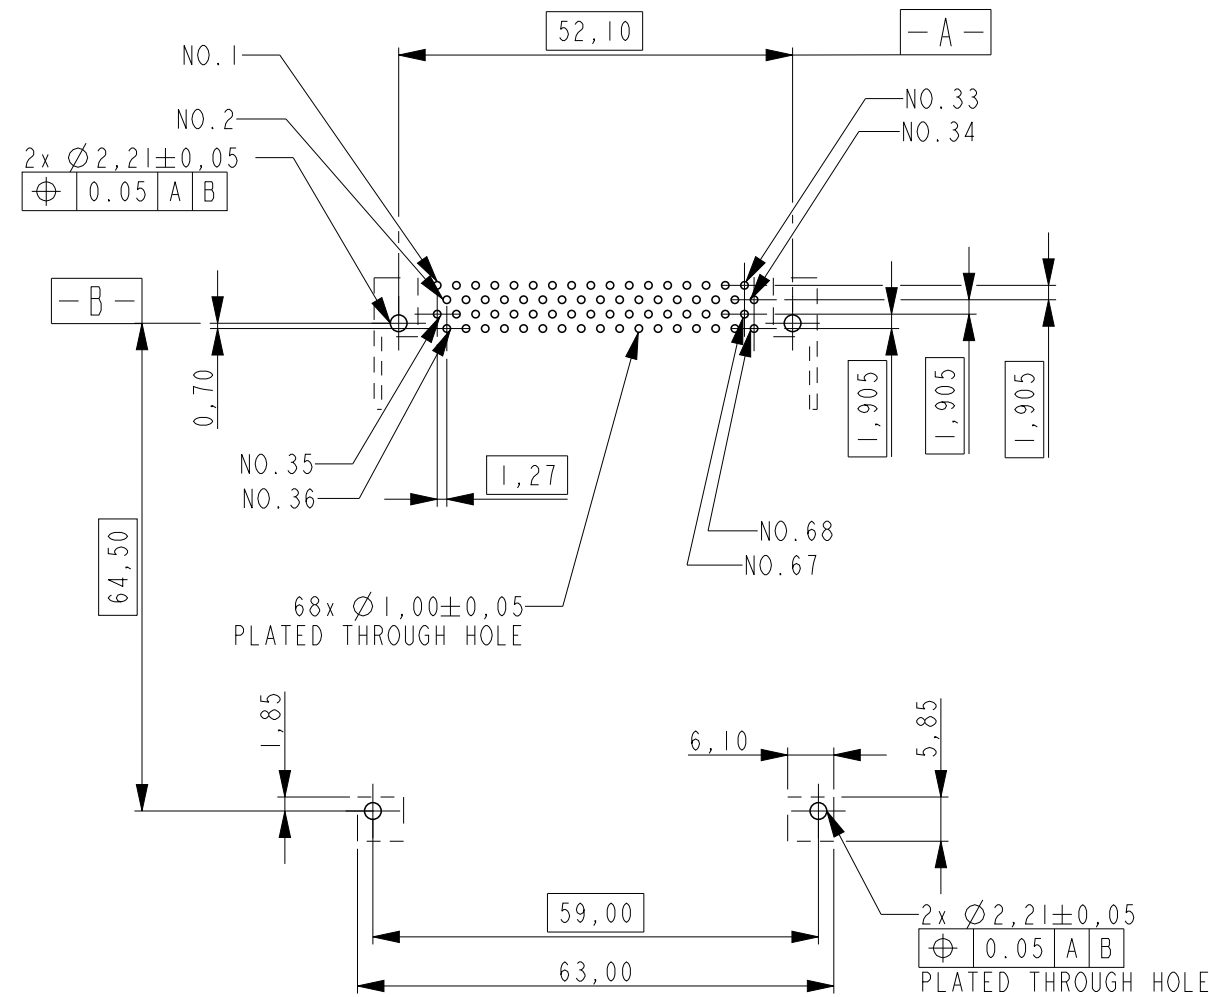 52,10
-A-
NO.1
NO.33
NO.2
NO.34
2x Ø2,21±0,05
⌖ 0.05 A B
-B-
0,70
1,905
1,905
1,905
NO.35
1,27
NO.36
NO.68
NO.67
64,50
68x Ø1,00±0,05
PLATED THROUGH HOLE
1,85
6,10
5,85
59,00
2x Ø2,21±0,05
⌖ 0.05 A B
PLATED THROUGH HOLE
63,00